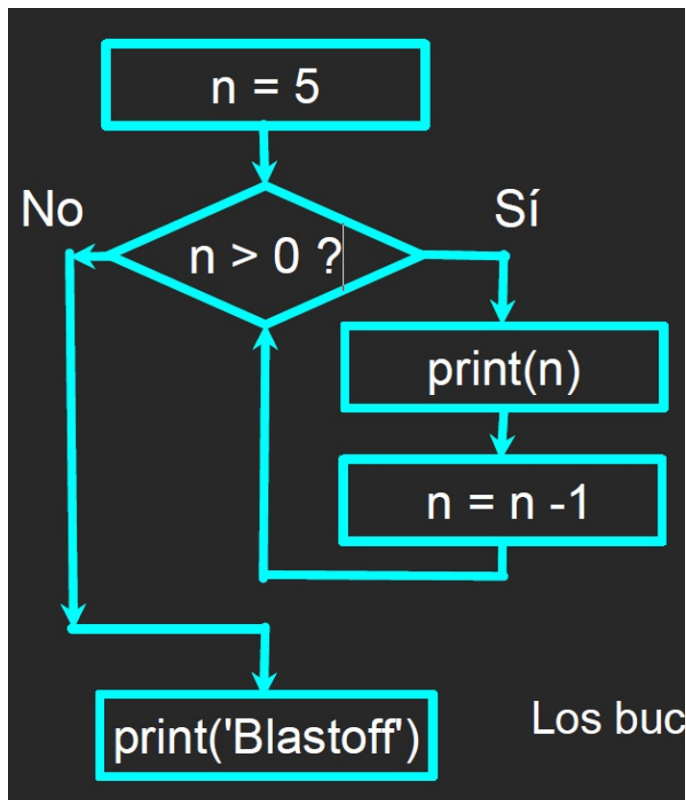 n = 5
No
Sí
n > 0 ?
print(n)
n = n -1
Los buc
print('Blastoff')